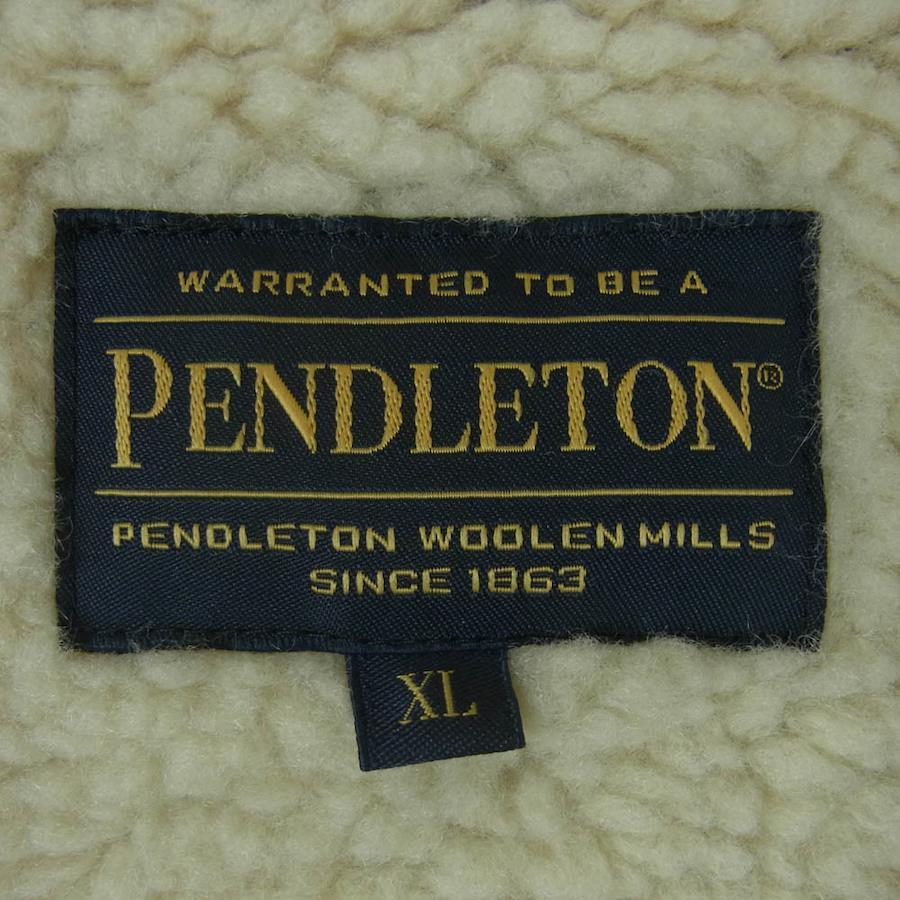 WARRANTED TO BE A
PENDLETON®
PENDLETON WOOLEN MILLS
SINCE 1863
XL